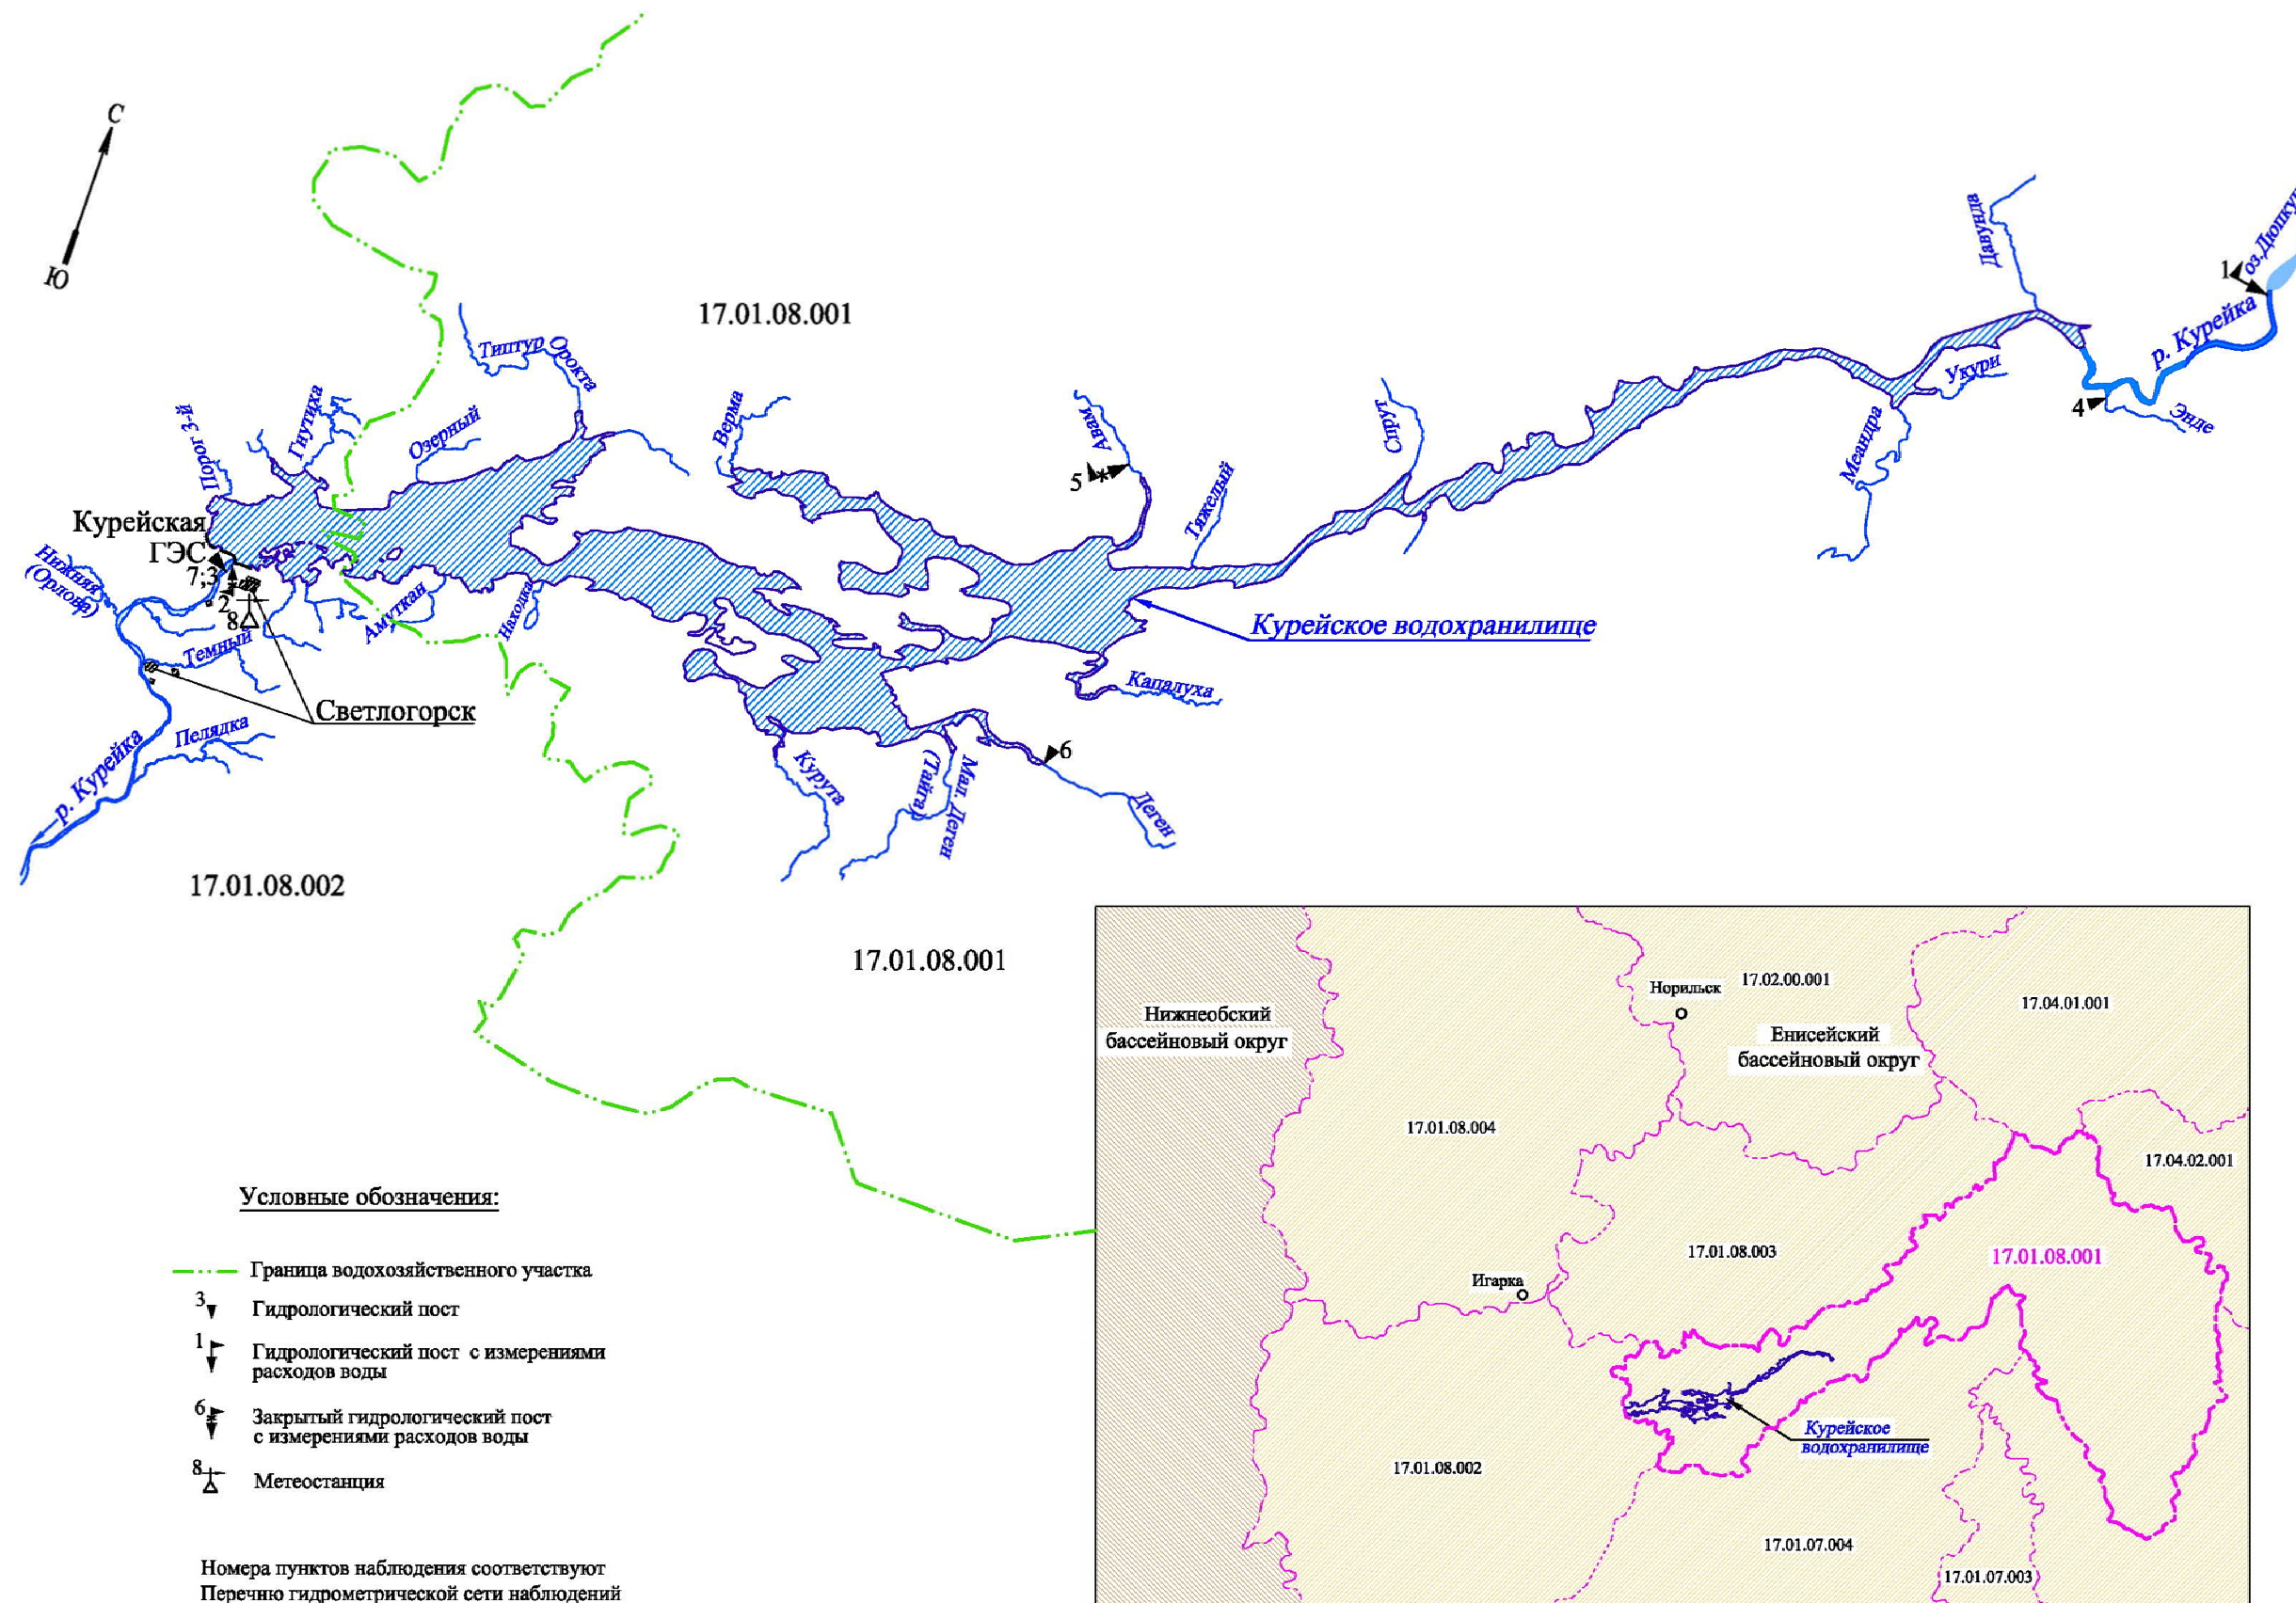 С
Ю
17.01.08.001
Давунда
оз.Дюпкун
1
р. Курейка
4
Энде
Укури
Меандра
Типтур
Орокта
Верма
Авам
5
Спрут
Тяжелый
Порог 3-й
Гнутиха
Озерный
Курейская
ГЭС
7;3
2
8
Нижняя
(Орлова)
Темный
Амуткан
Находка
Курейское водохранилище
Капалуха
Светлогорск
Пелядка
р. Курейка
Курута
(Тайга)
Мал. Деген
6
Деген
17.01.08.002
17.01.08.001
Норильск
17.02.00.001
17.04.01.001
Нижнеобский
бассейновый округ
Енисейский
бассейновый округ
17.01.08.004
17.04.02.001
17.01.08.003
17.01.08.001
Игарка
Курейское
водохранилище
17.01.08.002
17.01.07.004
17.01.07.003
Условные обозначения:
Граница водохозяйственного участка
3
Гидрологический пост
1
Гидрологический пост с измерениями
расходов воды
6
Закрытый гидрологический пост
с измерениями расходов воды
8
Метеостанция
Номера пунктов наблюдения соответствуют
Перечню гидрометрической сети наблюдений